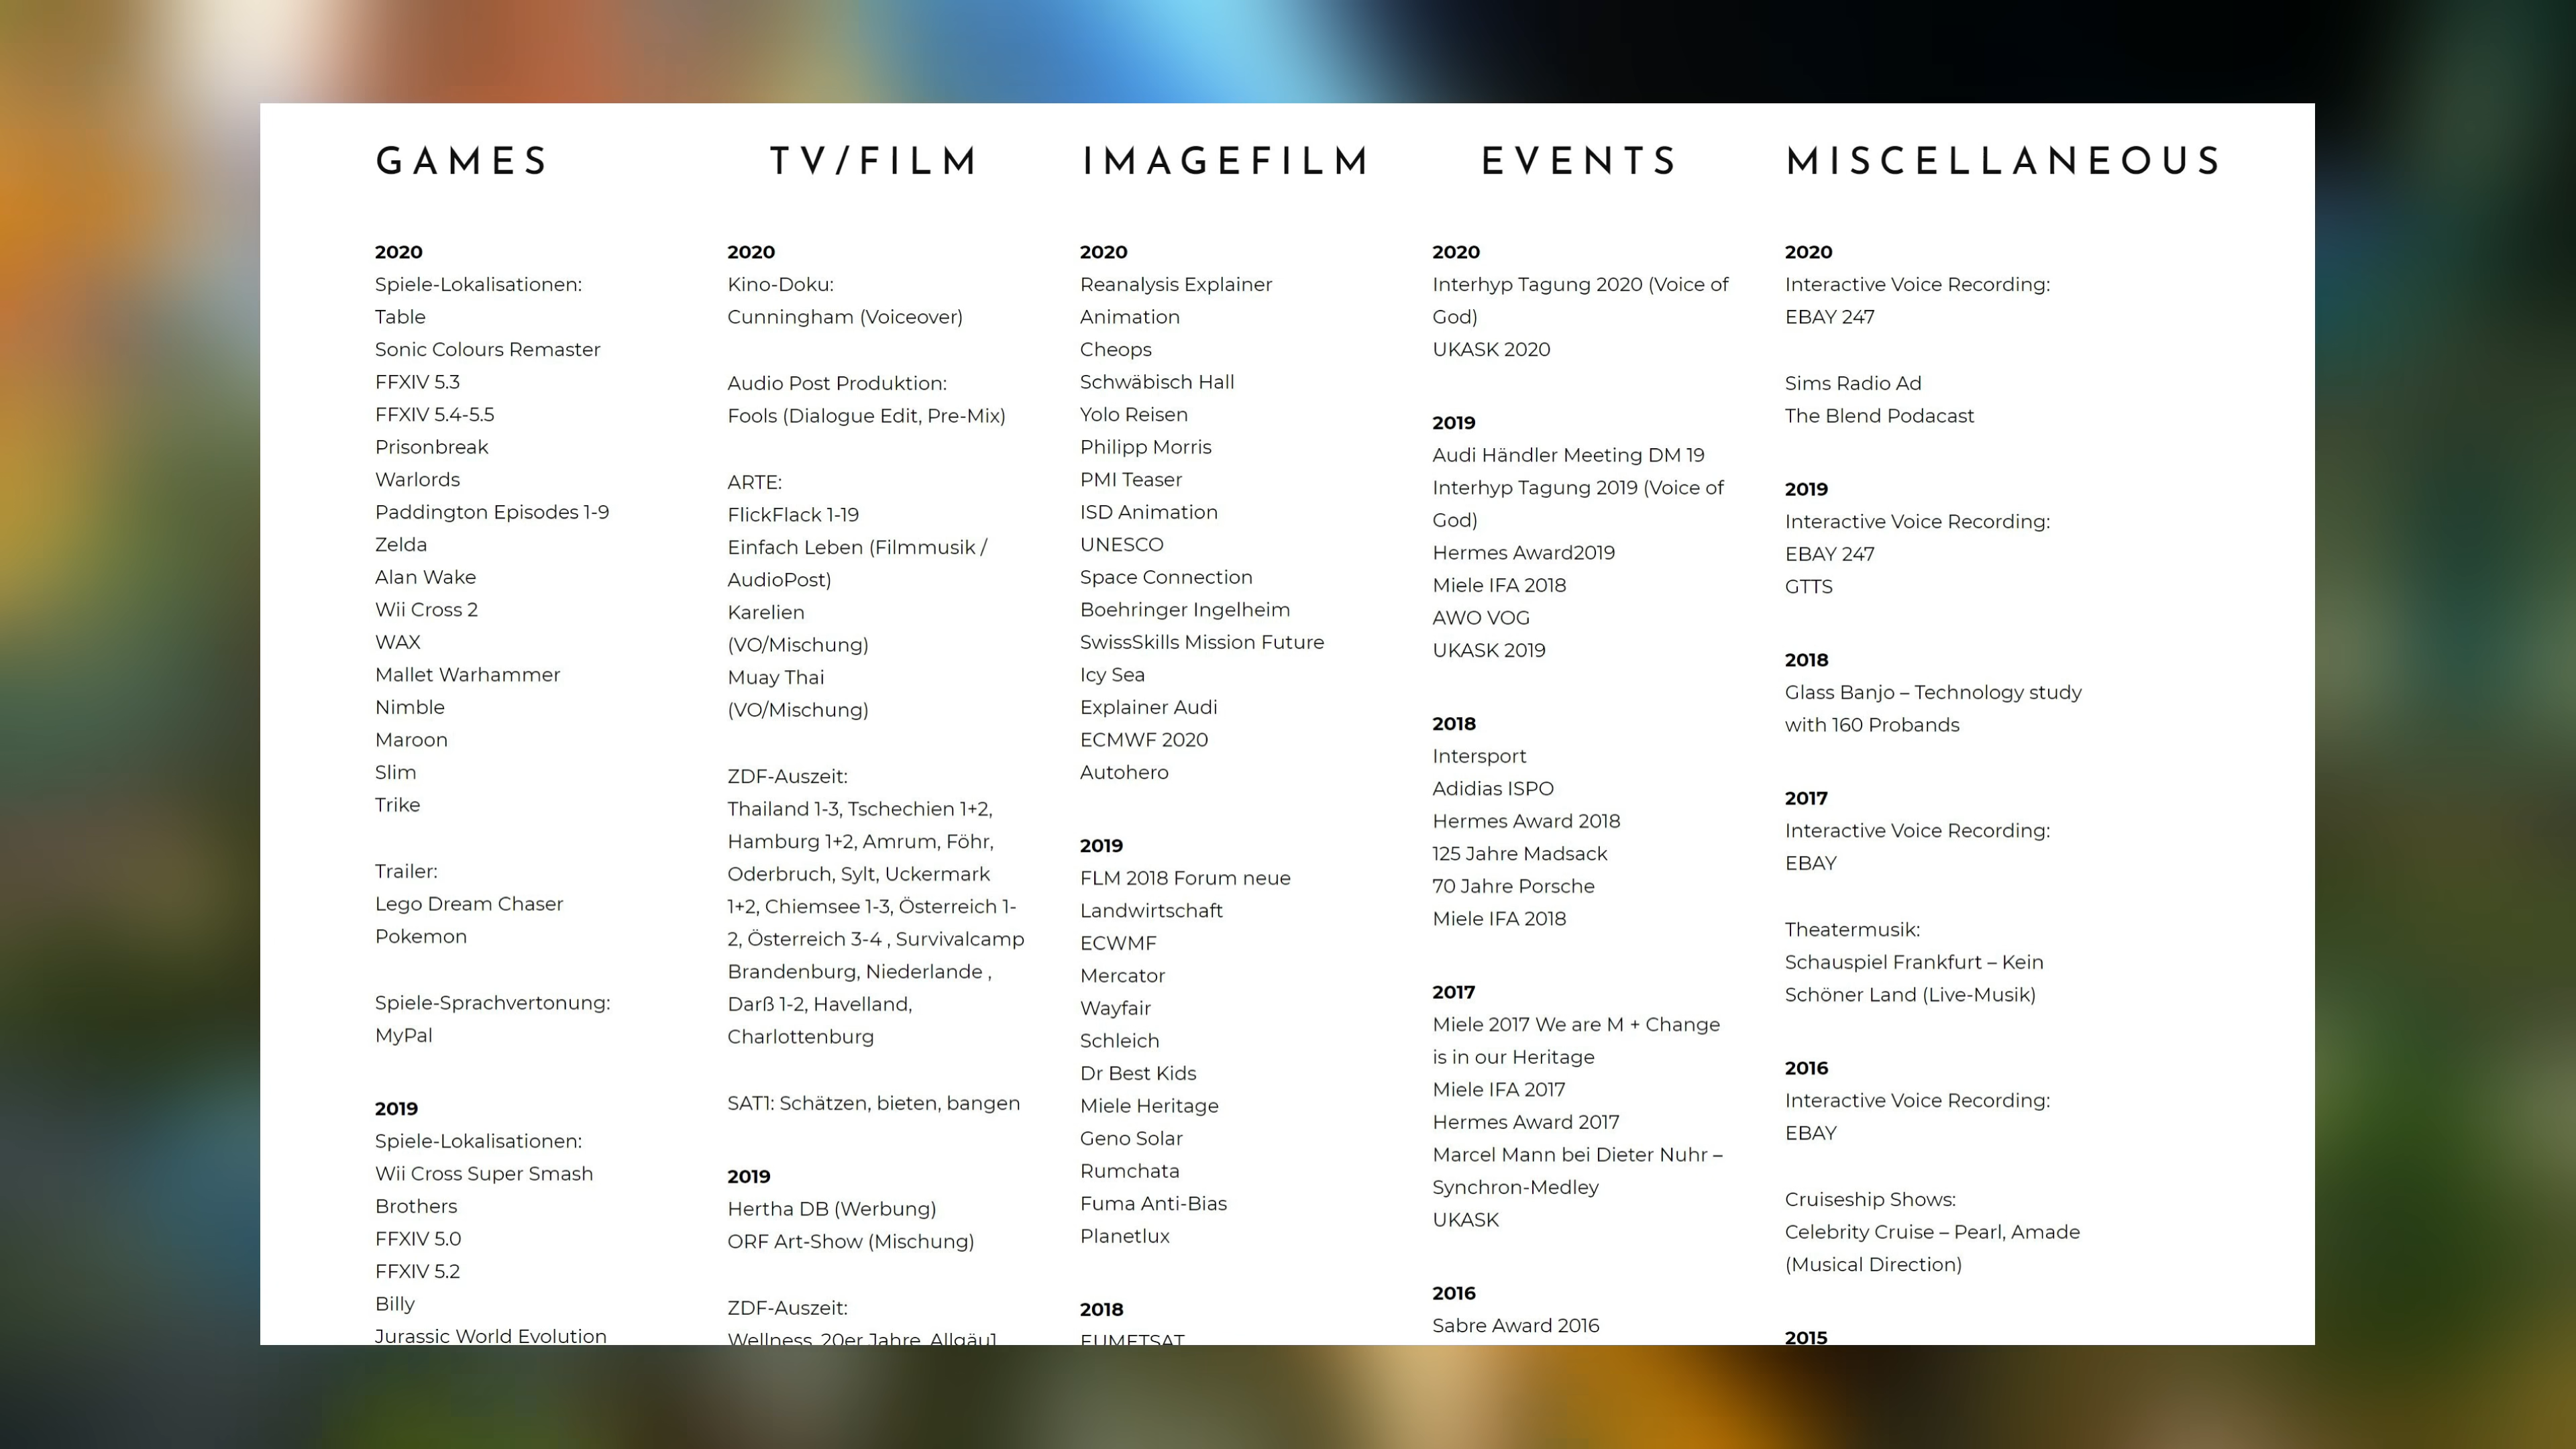 GAMES
2020
Spiele-Lokalisationen:
Table
Sonic Colours Remaster
FFXIV 5.3
FFXIV 5.4-5.5
Prisonbreak
Warlords
Paddington Episodes 1-9
Zelda
Alan Wake
Wii Cross 2
WAX
Mallet Warhammer
Nimble
Maroon
Slim
Trike
Trailer:
Lego Dream Chaser
Pokemon
Spiele-Sprachvertonung:
MyPal
2019
Spiele-Lokalisationen:
Wii Cross Super Smash
Brothers
FFXIV 5.0
FFXIV 5.2
Billy
Jurassic World Evolution
TV/FILM
2020
Kino-Doku:
Cunningham (Voiceover)
Audio Post Produktion:
Fools (Dialogue Edit, Pre-Mix)
ARTE:
FlickFlack 1-19
Einfach Leben (Filmmusik /
AudioPost)
Karelien
(VO/Mischung)
Muay Thai
(VO/Mischung)
ZDF-Auszeit:
Thailand 1-3, Tschechien 1+2,
Hamburg 1+2, Amrum, Föhr,
Oderbruch, Sylt, Uckermark
1+2, Chiemsee 1-3, Österreich 1-
2, Österreich 3-4 , Survivalcamp
Brandenburg, Niederlande ,
Darß 1-2, Havelland,
Charlottenburg
SAT1: Schätzen, bieten, bangen
2019
Hertha DB (Werbung)
ORF Art-Show (Mischung)
ZDF-Auszeit:
Wellness, 20er Jahre, Allgäu1
IMAGEFILM
2020
Reanalysis Explainer
Animation
Cheops
Schwäbisch Hall
Yolo Reisen
Philipp Morris
PMI Teaser
ISD Animation
UNESCO
Space Connection
Boehringer Ingelheim
SwissSkills Mission Future
Icy Sea
Explainer Audi
ECMWF 2020
Autohero
2019
FLM 2018 Forum neue
Landwirtschaft
ECWMF
Mercator
Wayfair
Schleich
Dr Best Kids
Miele Heritage
Geno Solar
Rumchata
Fuma Anti-Bias
Planetlux
2018
EUMETSAT
EVENTS
2020
Interhyp Tagung 2020 (Voice of
God)
UKASK 2020
2019
Audi Händler Meeting DM 19
Interhyp Tagung 2019 (Voice of
God)
Hermes Award2019
Miele IFA 2018
AWO VOG
UKASK 2019
2018
Intersport
Adidias ISPO
Hermes Award 2018
125 Jahre Madsack
70 Jahre Porsche
Miele IFA 2018
2017
Miele 2017 We are M + Change
is in our Heritage
Miele IFA 2017
Hermes Award 2017
Marcel Mann bei Dieter Nuhr –
Synchron-Medley
UKASK
2016
Sabre Award 2016
MISCELLANEOUS
2020
Interactive Voice Recording:
EBAY 247
Sims Radio Ad
The Blend Podacast
2019
Interactive Voice Recording:
EBAY 247
GTTS
2018
Glass Banjo – Technology study
with 160 Probands
2017
Interactive Voice Recording:
EBAY
Theatermusik:
Schauspiel Frankfurt – Kein
Schöner Land (Live-Musik)
2016
Interactive Voice Recording:
EBAY
Cruiseship Shows:
Celebrity Cruise – Pearl, Amade
(Musical Direction)
2015